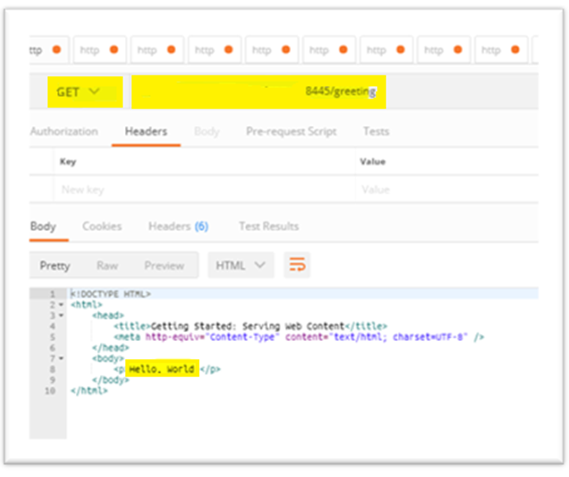 ttp http http http http http http http http
GET 8445/greeting
Authorization Headers Body Pre-request Script Tests
Key Value
New key Value
Body Cookies Headers (6) Test Results
Pretty Raw Preview HTML
1 <!DOCTYPE HTML>
2 <html>
3 <head>
4 <title>Getting Started: Serving Web Content</title>
5 <meta http-equiv="Content-Type" content="text/html; charset=UTF-8" />
6 </head>
7 <body>
8 <p Hello, World </p>
9 </body>
10 </html>